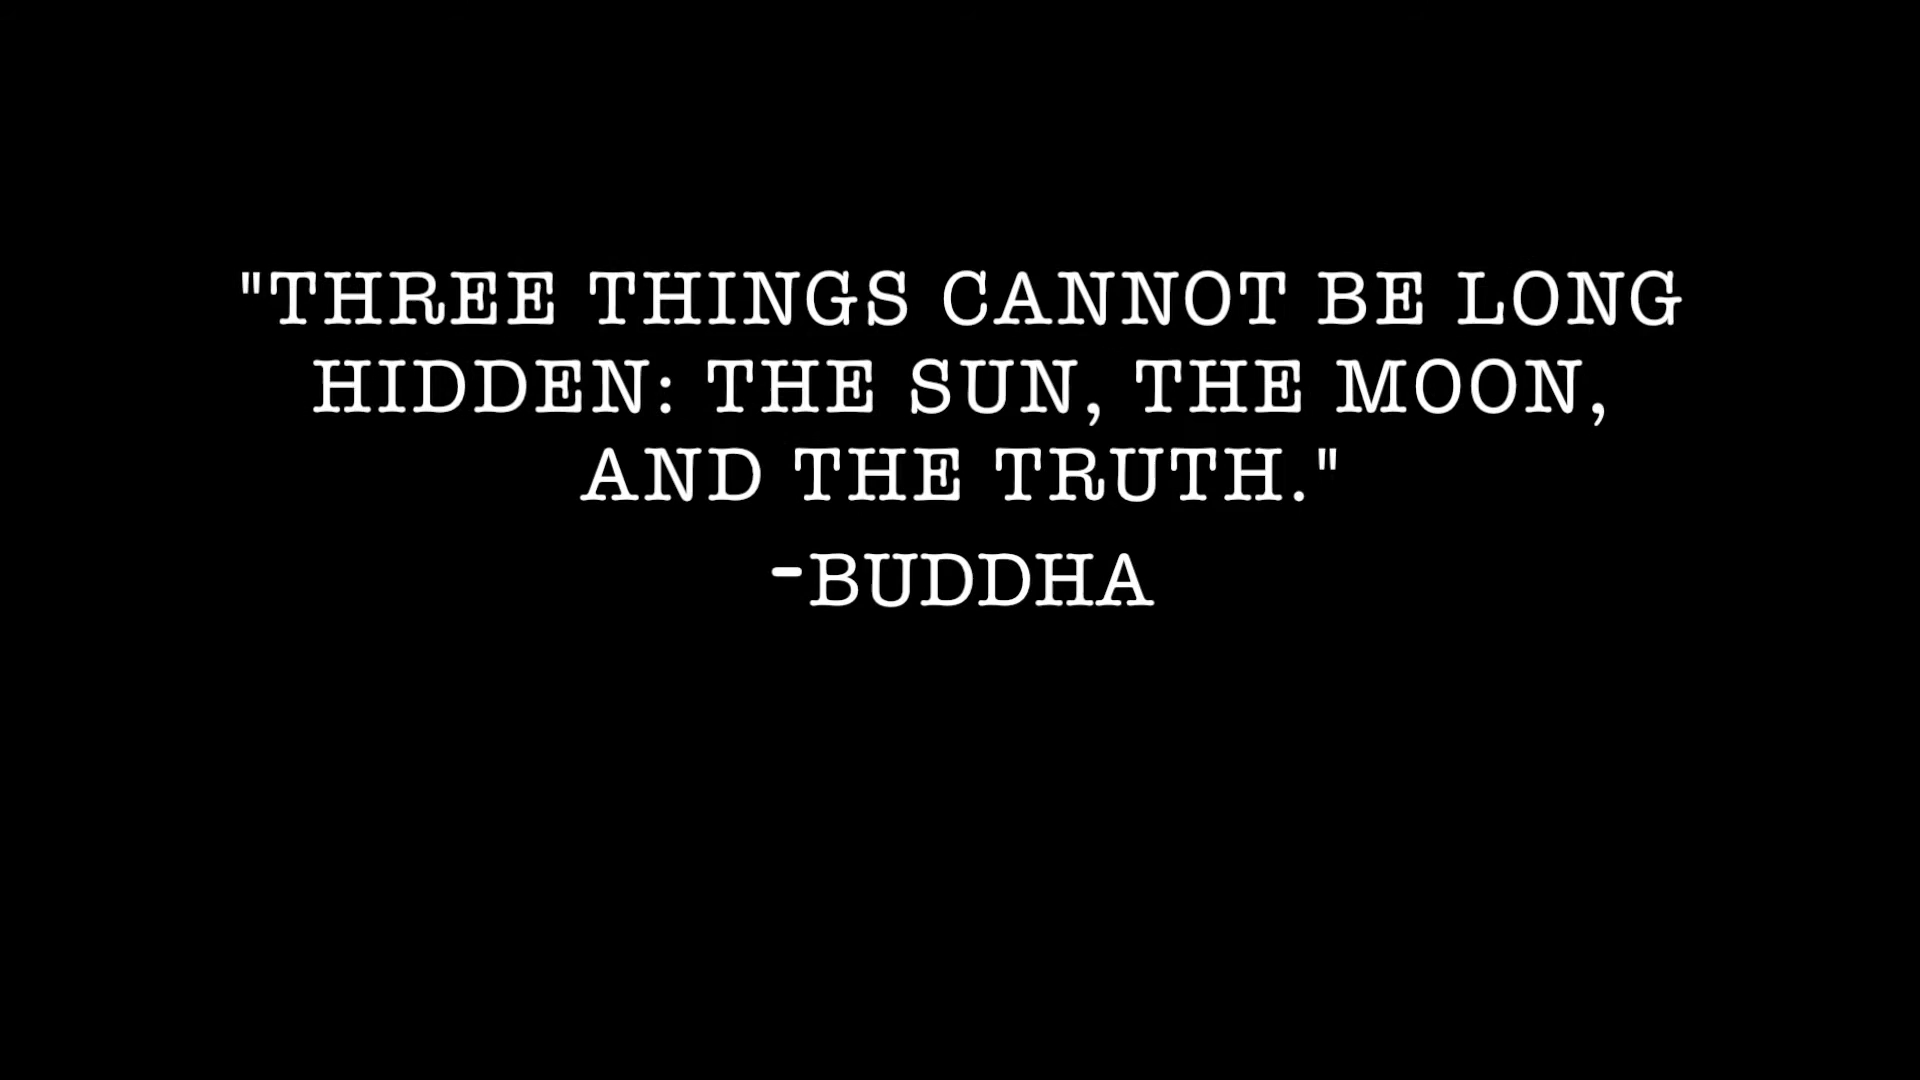 "THREE THINGS CANNOT BE LONG
HIDDEN: THE SUN, THE MOON,
AND THE TRUTH."
-BUDDHA